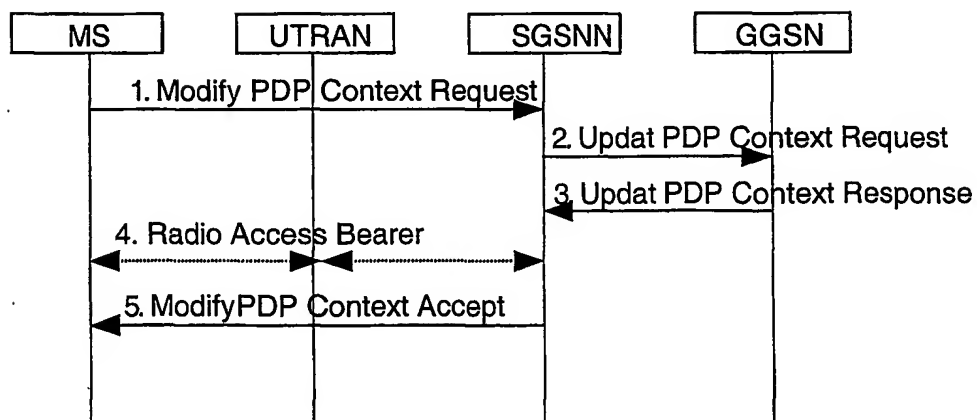 MS UTRAN SGSNN GGSN
1. Modify PDP Context Request
2. Updat PDP Context Request
3. Updat PDP Context Response
4. Radio Access Bearer
5. ModifyPDP Context Accept